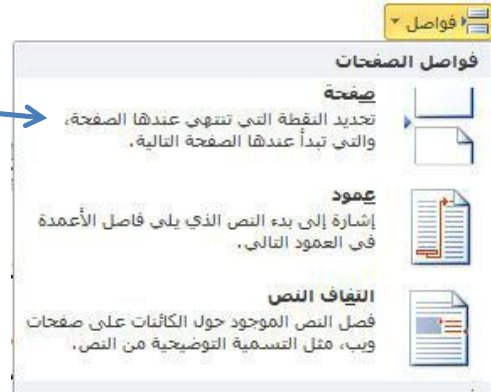 فواصل
فواصل الصفحات
صفحة
تحديد النقطة التي تنتهي عندها الصفحة،
والتي تبدأ عندها الصفحة التالية.
عمود
إشارة إلى بدء النص الذي يلي فاصل الأعمدة
في العمود التالي.
التفاف النص
فصل النص الموجود حول الكائنات على صفحات
ويب، مثل التسمية التوضيحية من النص.